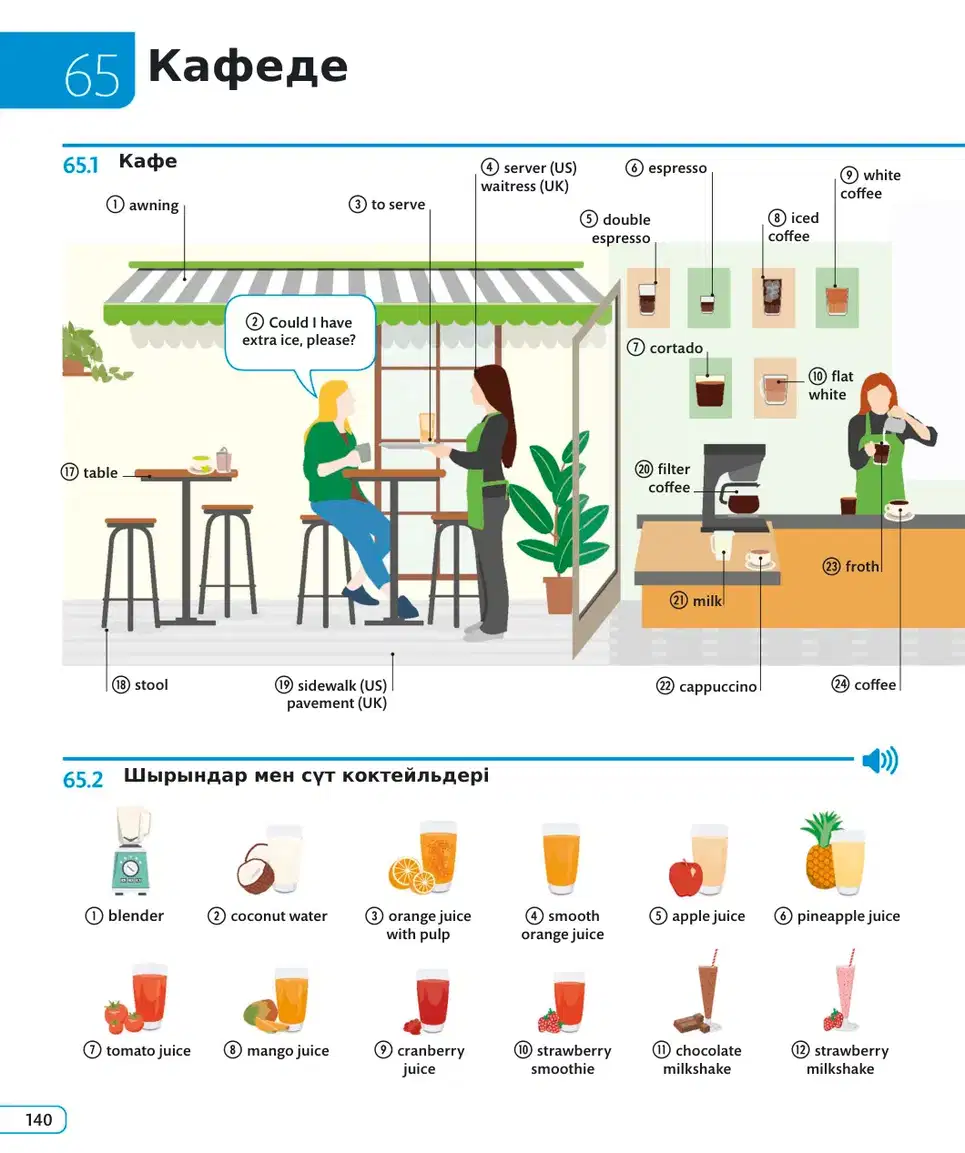 65
Кафеде
65.1 Кафе
① awning
③ to serve
④ server (US)
waitress (UK)
⑥ espresso
⑨ white
coffee
⑤ double
espresso
⑧ iced
coffee
② Could I have
extra ice, please?
⑦ cortado
⑩ flat
white
⑰ table
⑳ filter
coffee
㉓ froth
㉑ milk
⑱ stool
⑲ sidewalk (US)
pavement (UK)
㉒ cappuccino
㉔ coffee
65.2 Шырындар мен сүт коктейльдері
① blender
② coconut water
③ orange juice
with pulp
④ smooth
orange juice
⑤ apple juice
⑥ pineapple juice
⑦ tomato juice
⑧ mango juice
⑨ cranberry
juice
⑩ strawberry
smoothie
⑪ chocolate
milkshake
⑫ strawberry
milkshake
140